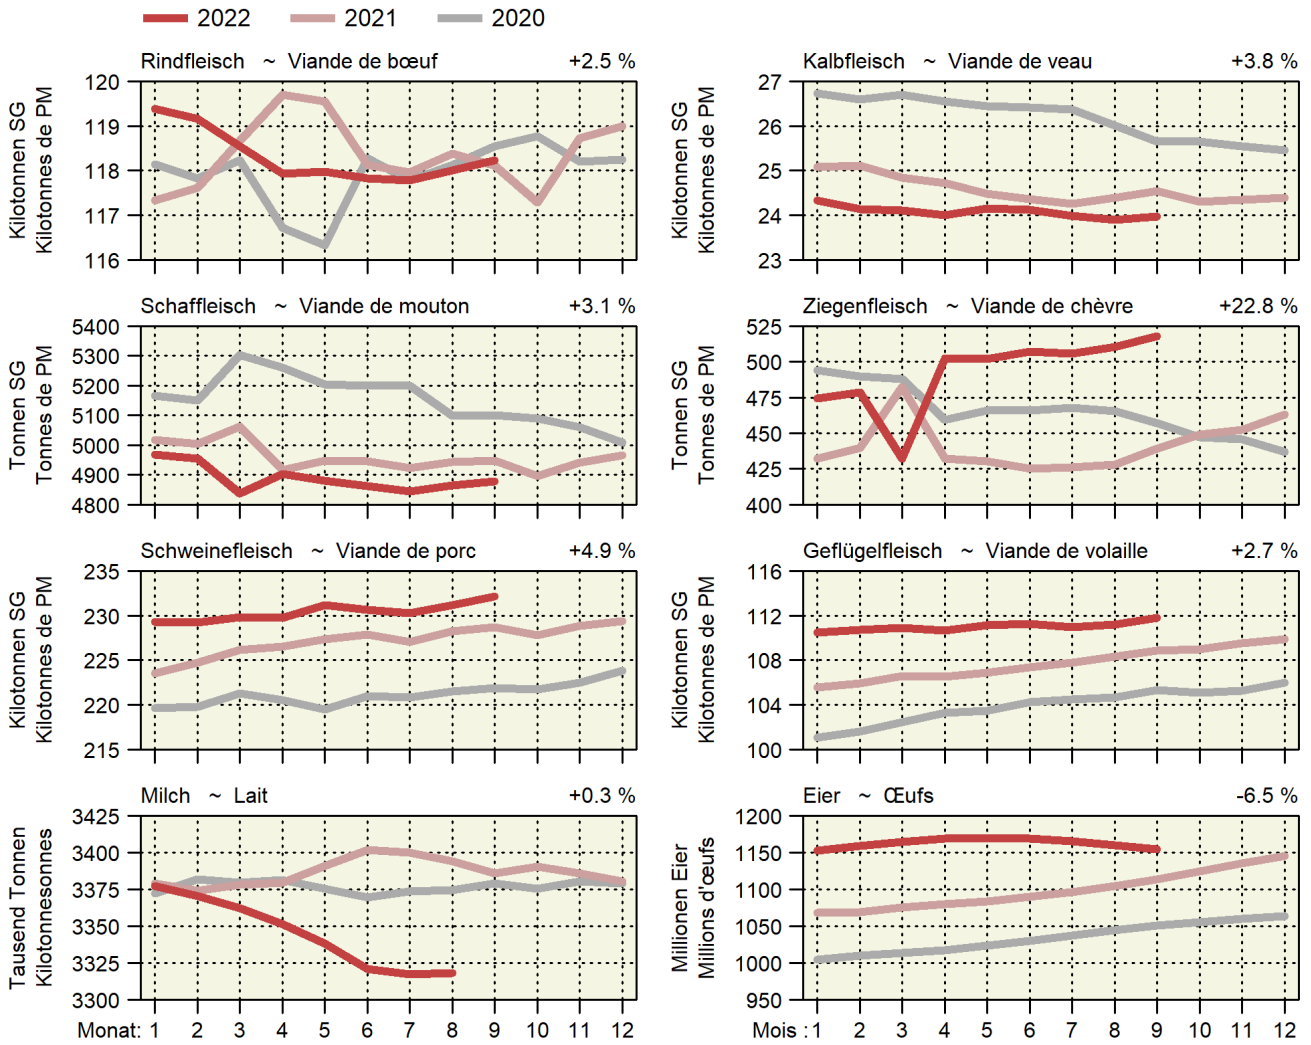 2022 2021 2020
Rindfleisch ~ Viande de bœuf +2.5 %
Kilotonnen SG
Kilotonnes de PM
120
119
118
117
116
Kalbfleisch ~ Viande de veau +3.8 %
Kilotonnen SG
Kilotonnes de PM
27
26
25
24
23
Schaffleisch ~ Viande de mouton +3.1 %
Tonnen SG
Tonnes de PM
5400
5300
5200
5100
5000
4900
4800
Ziegenfleisch ~ Viande de chèvre +22.8 %
Tonnen SG
Tonnes de PM
525
500
475
450
425
400
Schweinefleisch ~ Viande de porc +4.9 %
Kilotonnen SG
Kilotonnes de PM
235
230
225
220
215
Geflügelfleisch ~ Viande de volaille +2.7 %
Kilotonnen SG
Kilotonnes de PM
116
112
108
104
100
Milch ~ Lait +0.3 %
Tausend Tonnen
Kilotonnesonnes
3425
3400
3375
3350
3325
3300
Monat: 1 2 3 4 5 6 7 8 9 10 11 12
Eier ~ Œufs -6.5 %
Millionen Eier
Millions d'œufs
1200
1150
1100
1050
1000
950
Mois : 1 2 3 4 5 6 7 8 9 10 11 12